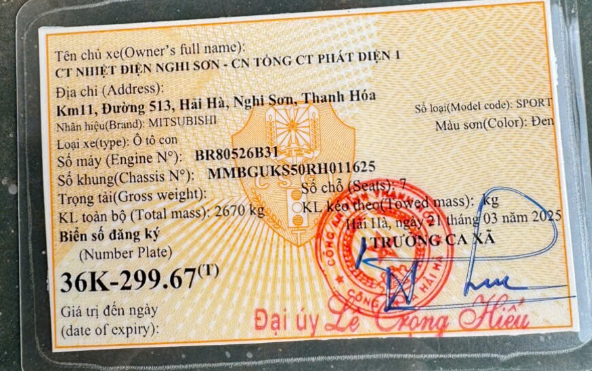 Tên chủ xe(Owner's full name):
CT NHIỆT ĐIỆN NGHI SƠN - CN TỔNG CT PHÁT ĐIỆN 1
Địa chỉ (Address):
Km11, Đường 513, Hải Hà, Nghi Sơn, Thanh Hóa
Nhãn hiệu(Brand): MITSUBISHI
Số loại(Model code): SPORT
Loại xe(type): Ô tô con
Màu sơn(Color): Đen
Số máy (Engine N°): BR80526B31
Số khung(Chassis N°): MMBGUKS50RH011625
Trọng tải(Gross weight):
Số chỗ (Seats): 7
KL toàn bộ (Total mass): 2670 kg
KL kéo theo(Towed mass): kg
Hải Hà, ngày 21 tháng 03 năm 2025
Biển số đăng ký
TRƯỞNG CA XÃ
(Number Plate)
36K-299.67(T)
Giá trị đến ngày
(date of expiry):
Đại úy Lê Trọng Hiếu